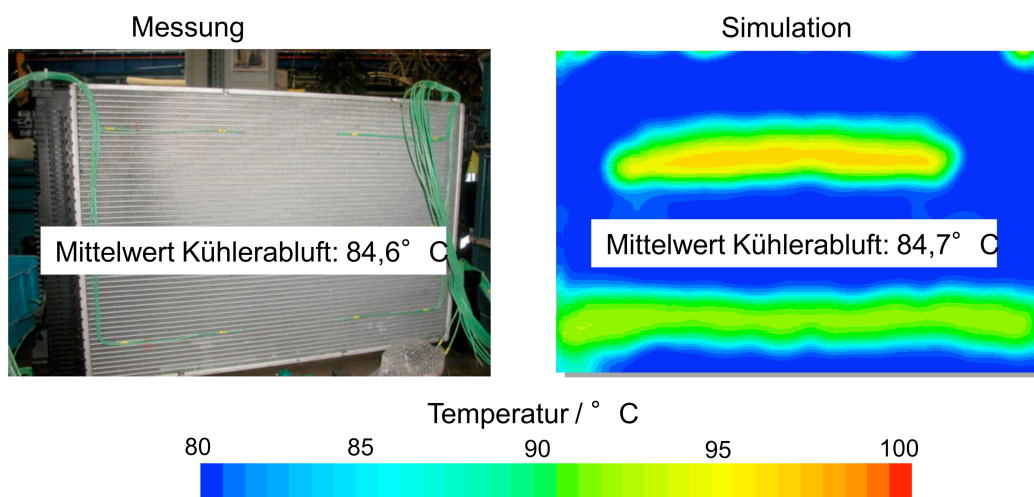 Messung
Simulation
Mittelwert Kühlerabluft: 84,6° C
Mittelwert Kühlerabluft: 84,7° C
Temperatur / ° C
80 85 90 95 100